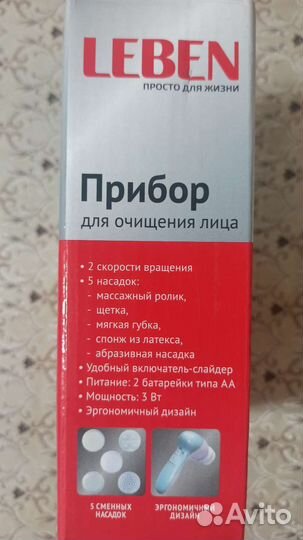 LEBEN
ПРОСТО ДЛЯ ЖИЗНИ
Прибор
для очищения лица
• 2 скорости вращения
• 5 насадок:
- массажный ролик,
- щетка,
- мягкая губка,
- спонж из латекса,
- абразивная насадка
• Удобный включатель-слайдер
• Питание: 2 батарейки типа АА
• Мощность: 3 Вт
• Эргономичный дизайн
5 СМЕННЫХ
НАСАДОК
ЭРГОНОМИЧНЫЙ
ДИЗАЙН
Avito